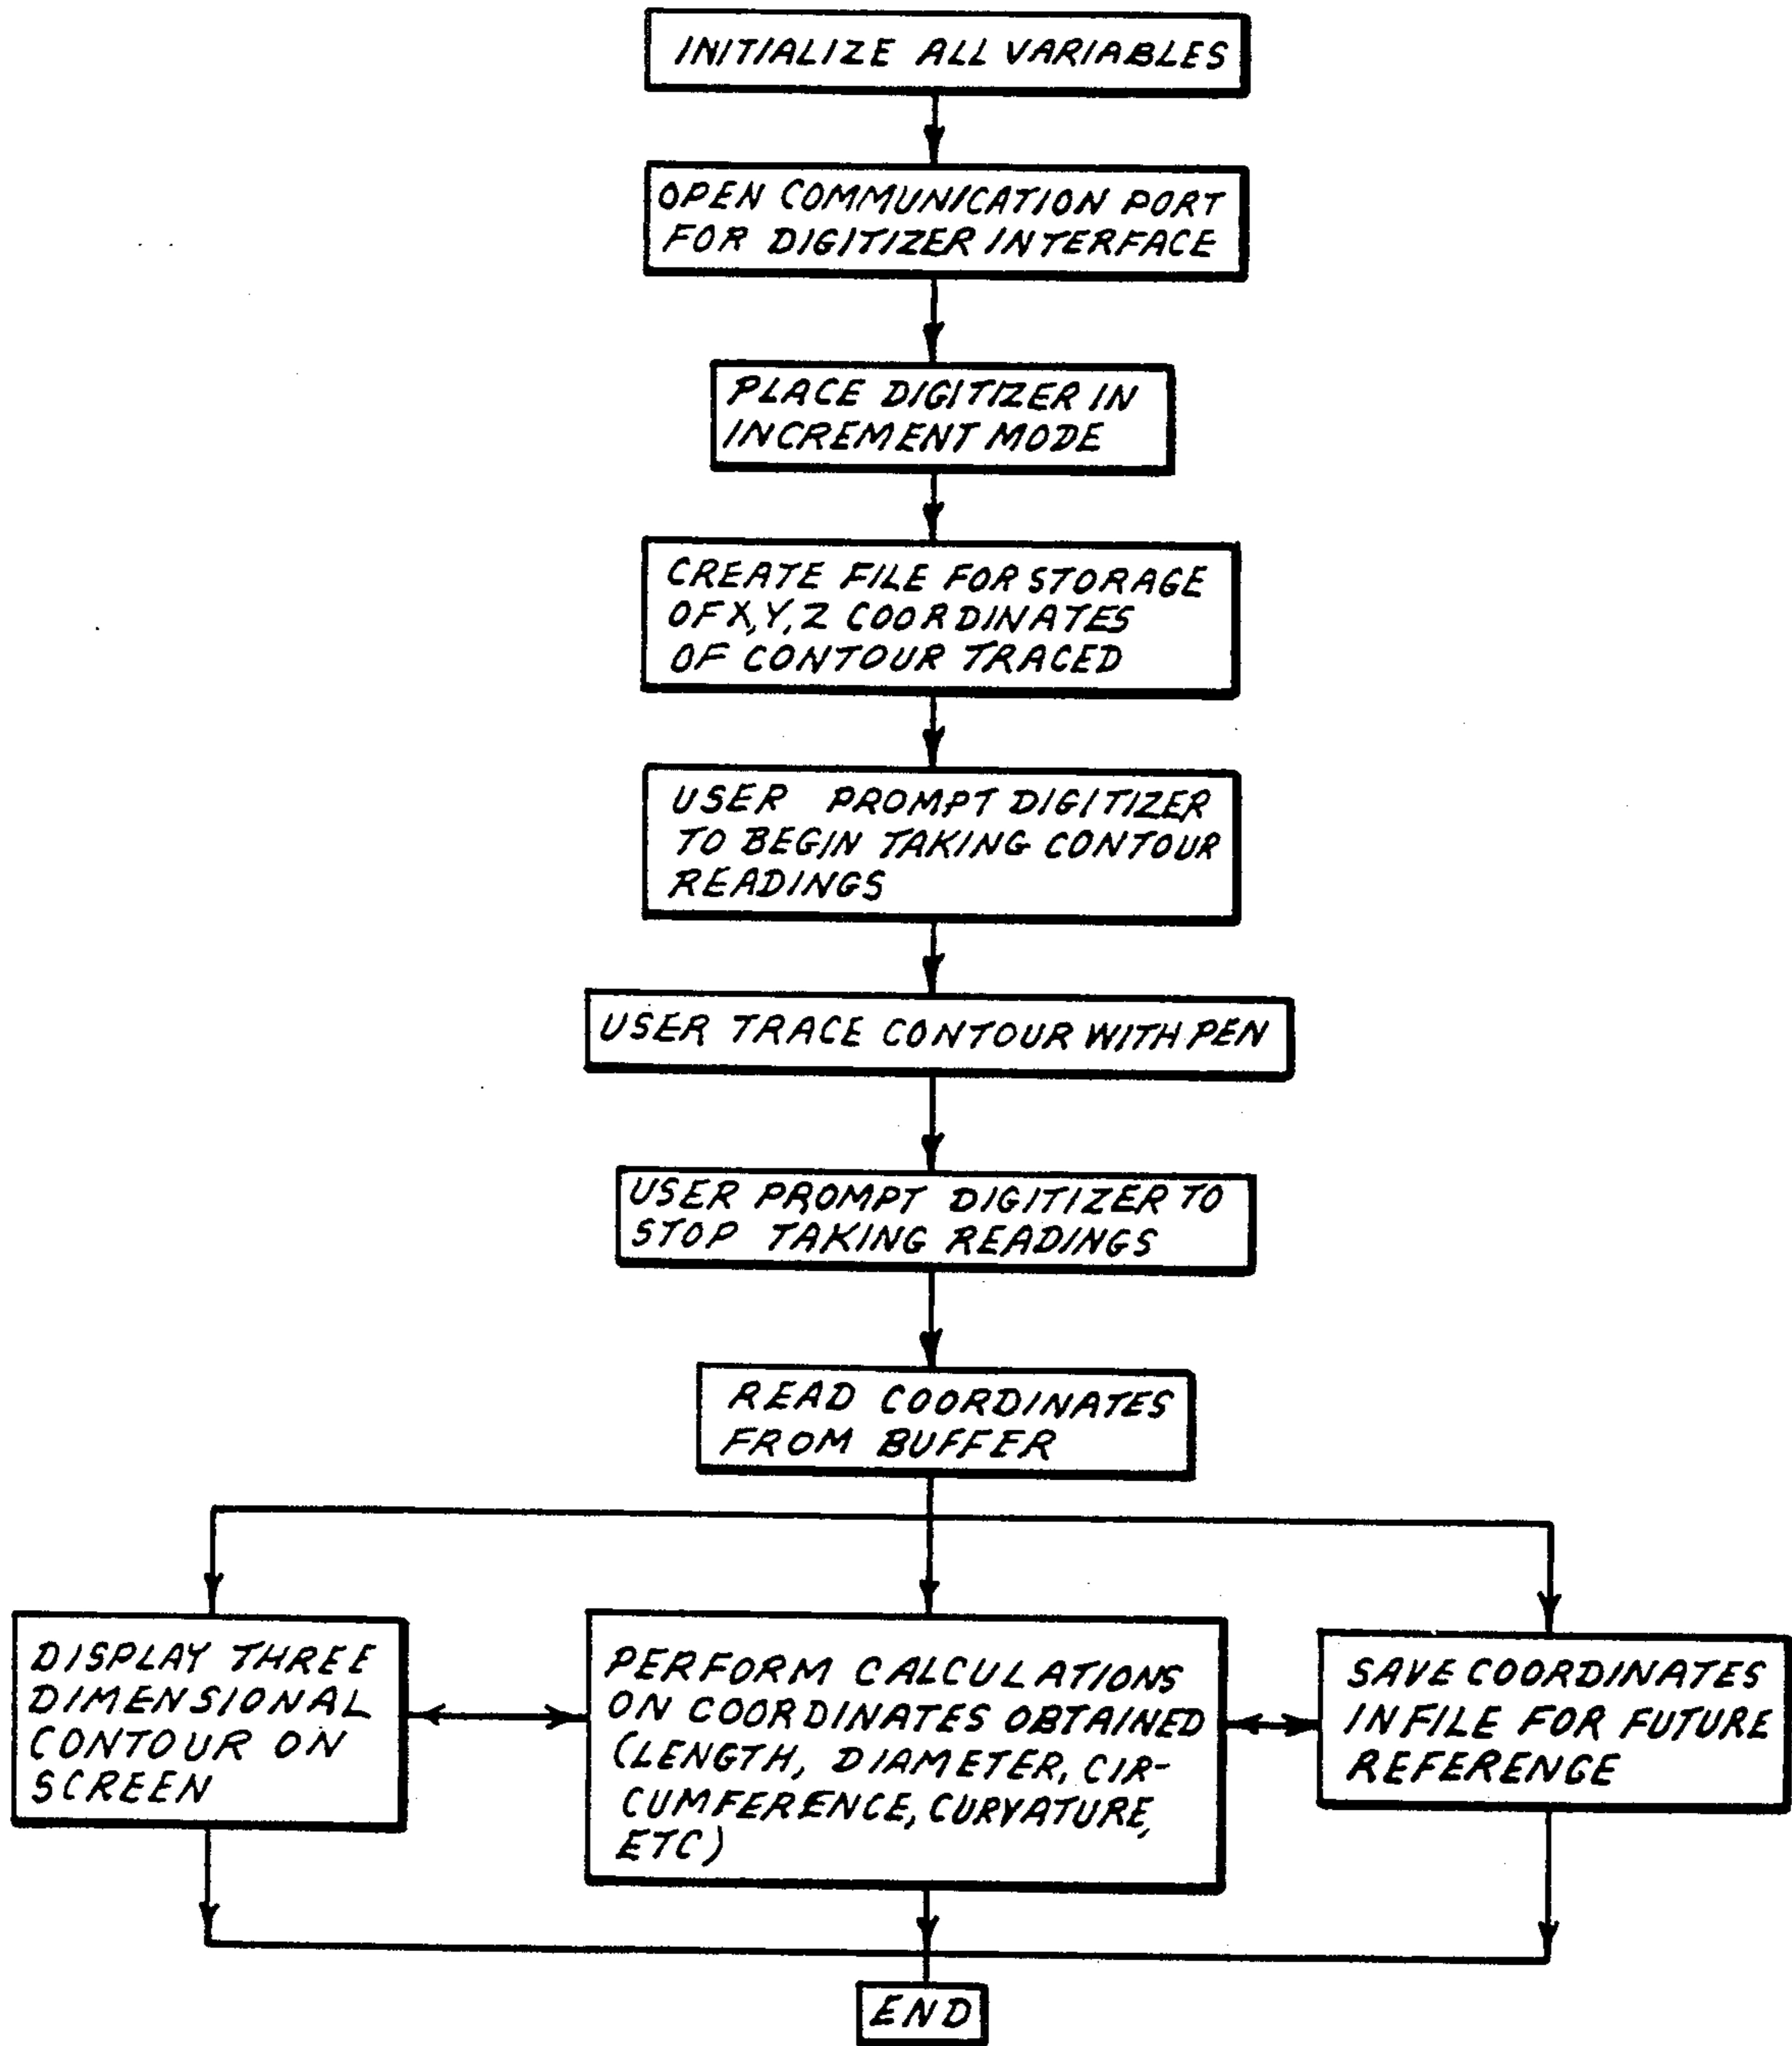 INITIALIZE ALL VARIABLES
OPEN COMMUNICATION PORT
FOR DIGITIZER INTERFACE
PLACE DIGITIZER IN
INCREMENT MODE
CREATE FILE FOR STORAGE
OF X, Y, Z COORDINATES
OF CONTOUR TRACED
USER PROMPT DIGITIZER
TO BEGIN TAKING CONTOUR
READINGS
USER TRACE CONTOUR WITH PEN
USER PROMPT DIGITIZER TO
STOP TAKING READINGS
READ COORDINATES
FROM BUFFER
DISPLAY THREE
DIMENSIONAL
CONTOUR ON
SCREEN
PERFORM CALCULATIONS
ON COORDINATES OBTAINED
(LENGTH, DIAMETER, CIR-
CUMFERENCE, CURVATURE,
ETC)
SAVE COORDINATES
IN FILE FOR FUTURE
REFERENCE
END